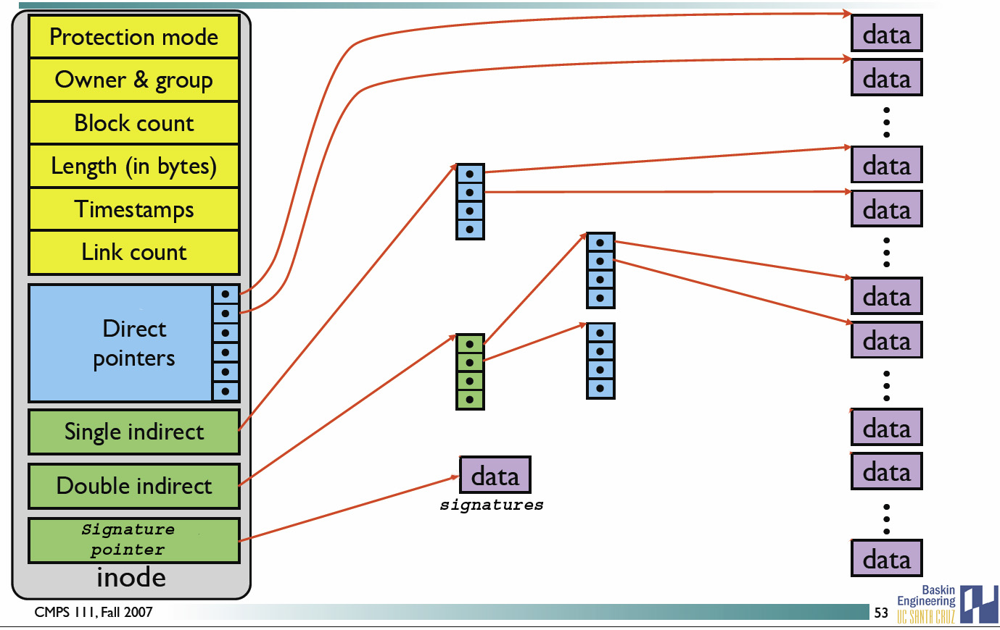 Protection mode
Owner & group
Block count
Length (in bytes)
Timestamps
Link count
Direct
pointers
Single indirect
Double indirect
Signature
pointer
inode
data
signatures
data
data
data
data
data
data
data
data
data
CMPS 111, Fall 2007
53
Baskin
Engineering
UC SANTA CRUZ